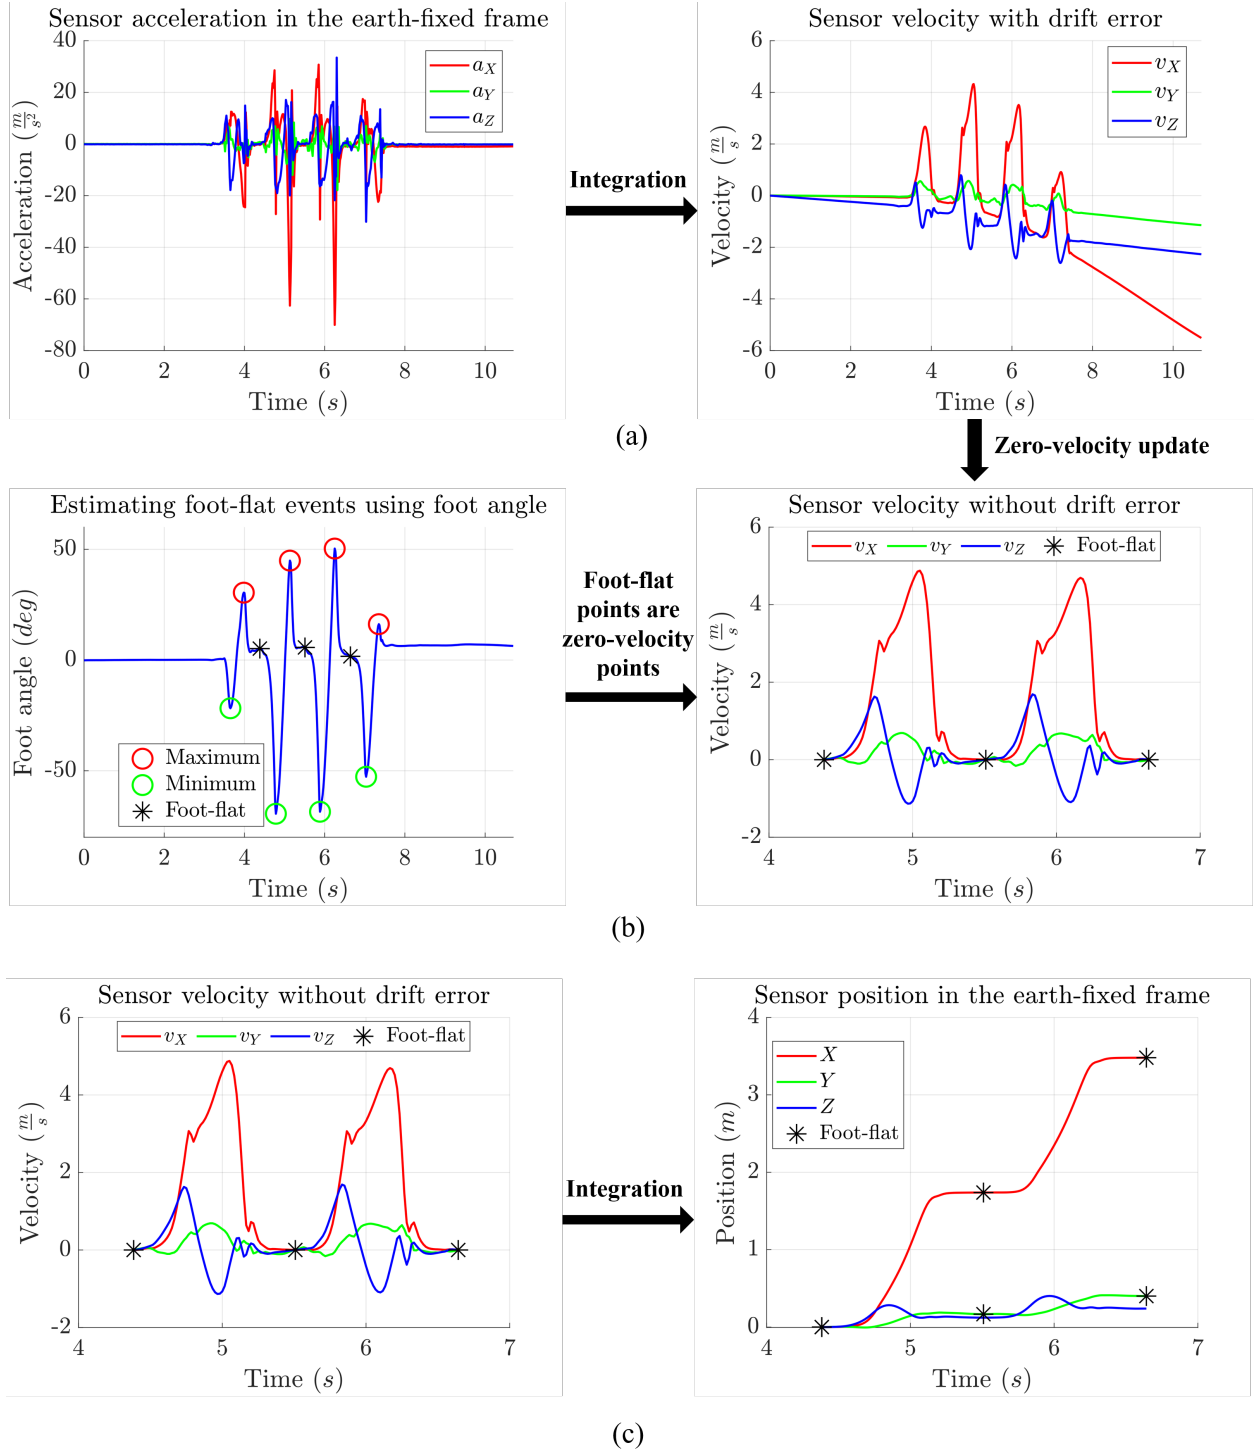 Sensor acceleration in the earth-fixed frame
40
20
0
-20
-40
-60
-80
0 2 4 6 8 10
Acceleration (m/s²)
Time (s)
a_X
a_Y
a_Z
Integration
Sensor velocity with drift error
6
4
2
0
-2
-4
-6
0 2 4 6 8 10
Velocity (m/s)
Time (s)
v_X
v_Y
v_Z
(a)
Zero-velocity update
Estimating foot-flat events using foot angle
50
0
-50
0 2 4 6 8 10
Foot angle (deg)
Time (s)
Maximum
Minimum
Foot-flat
Foot-flat
points are
zero-velocity
points
Sensor velocity without drift error
v_X v_Y v_Z Foot-flat
6
4
2
0
-2
4 5 6 7
Velocity (m/s)
Time (s)
(b)
Sensor velocity without drift error
v_X v_Y v_Z Foot-flat
6
4
2
0
-2
4 5 6 7
Velocity (m/s)
Time (s)
Integration
Sensor position in the earth-fixed frame
X
Y
Z
Foot-flat
4
3
2
1
0
4 5 6 7
Position (m)
Time (s)
(c)